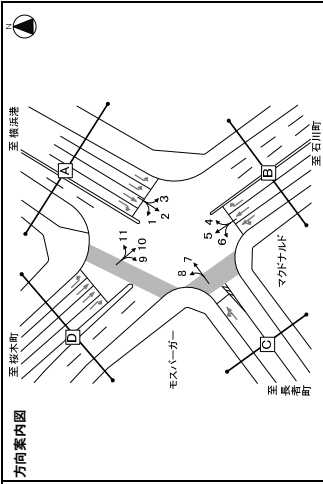 方向案内図
N
至 横浜港
至 石川町
至 桜木町
至 長者町
マクドナルド
モスバーガー
A
B
C
D
1
2
3
4
5
6
7
8
9
10
11